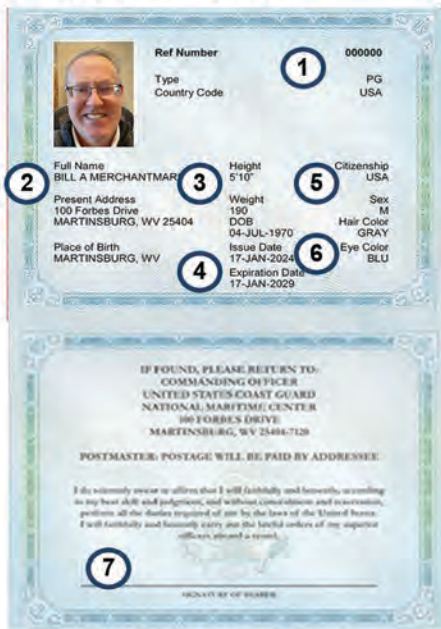 Ref Number 000000
1
Type PG
Country Code USA
Full Name Height Citizenship
BILL A MERCHANTMAR 5'10" USA
2 3 5
Present Address Weight Sex
100 Forbes Drive 190 M
MARTINSBURG, WV 25404 DOB Hair Color
04-JUL-1970 GRAY
Place of Birth Issue Date Eye Color
MARTINSBURG, WV 17-JAN-2024 BLU
4 6
Expiration Date
17-JAN-2029
IF FOUND, PLEASE RETURN TO:
COMMANDING OFFICER
UNITED STATES COAST GUARD
NATIONAL MARITIME CENTER
100 FORBES DRIVE
MARTINSBURG, WV 25404-7120
POSTMASTER: POSTAGE WILL BE PAID BY ADDRESSEE
I do solemnly swear or affirm that I will faithfully and honestly, according
to my best skill and judgment, and without concealment and reservation,
perform all the duties required of me by the laws of the United States.
I will faithfully and honestly carry out the lawful orders of my superior
officers aboard a vessel.
7
SIGNATURE OF BEARER